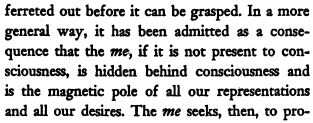 ferreted out before it can be grasped. In a more
general way, it has been admitted as a conse-
quence that the me, if it is not present to con-
sciousness, is hidden behind consciousness and
is the magnetic pole of all our representations
and all our desires. The me seeks, then, to pro-